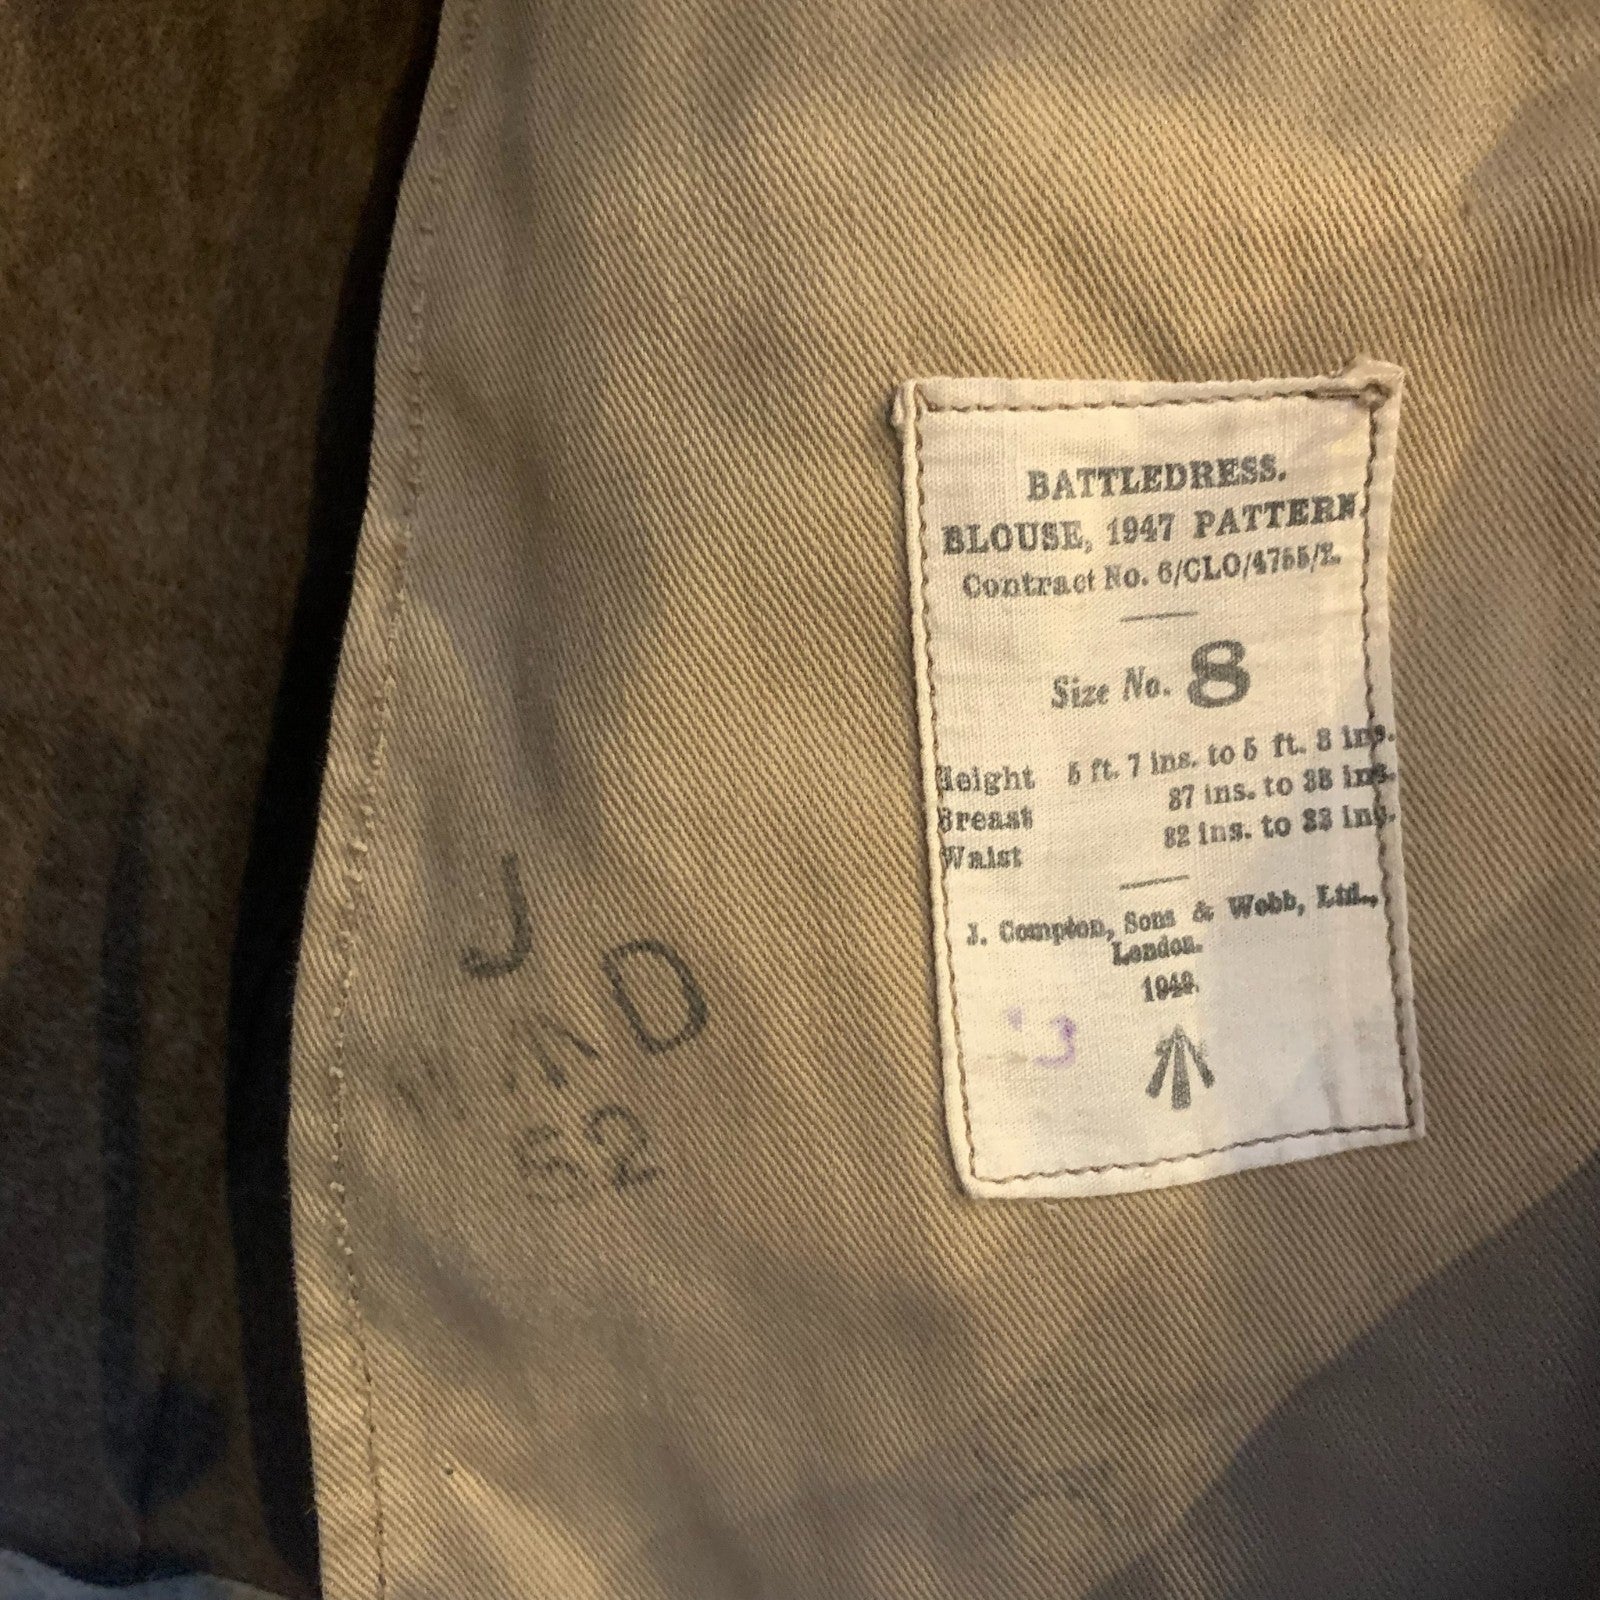 BATTLEDRESS.
BLOUSE, 1947 PATTERN.
Contract No. 6/CLO/4755/Z.
Size No. 8
Height 5 ft. 7 ins. to 5 ft. 8 ins.
Breast 37 ins. to 38 ins.
Waist 32 ins. to 33 ins.
J. Compton, Sons & Webb, Ltd.,
London.
1948.
J
D
52